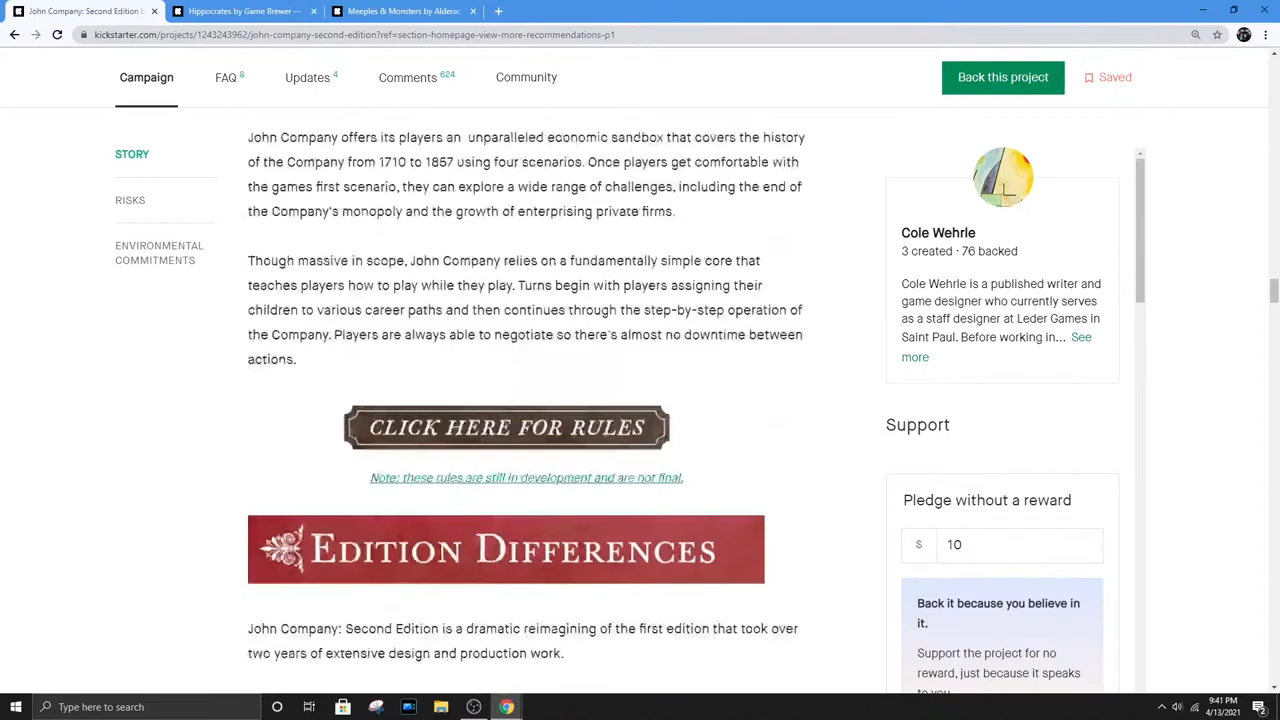 John Company: Second Edition b
Hippocrates by Game Brewer —
Meeples & Monsters by Alderac
kickstarter.com/projects/1243243962/john-company-second-edition?ref=section-homepage-view-more-recommendations-p1
Campaign
FAQ 8
Updates 4
Comments 624
Community
Back this project
Saved
STORY
RISKS
ENVIRONMENTAL
COMMITMENTS
John Company offers its players an unparalleled economic sandbox that covers the history
of the Company from 1710 to 1857 using four scenarios. Once players get comfortable with
the games first scenario, they can explore a wide range of challenges, including the end of
the Company's monopoly and the growth of enterprising private firms.
Though massive in scope, John Company relies on a fundamentally simple core that
teaches players how to play while they play. Turns begin with players assigning their
children to various career paths and then continues through the step-by-step operation of
the Company. Players are always able to negotiate so there's almost no downtime between
actions.
CLICK HERE FOR RULES
Note: these rules are still in development and are not final.
EDITION DIFFERENCES
John Company: Second Edition is a dramatic reimagining of the first edition that took over
two years of extensive design and production work.
Cole Wehrle
3 created · 76 backed
Cole Wehrle is a published writer and
game designer who currently serves
as a staff designer at Leder Games in
Saint Paul. Before working in... See
more
Support
Pledge without a reward
$ 10
Back it because you believe in
it.
Support the project for no
reward, just because it speaks
to you.
Type here to search
9:41 PM
4/13/2021
2